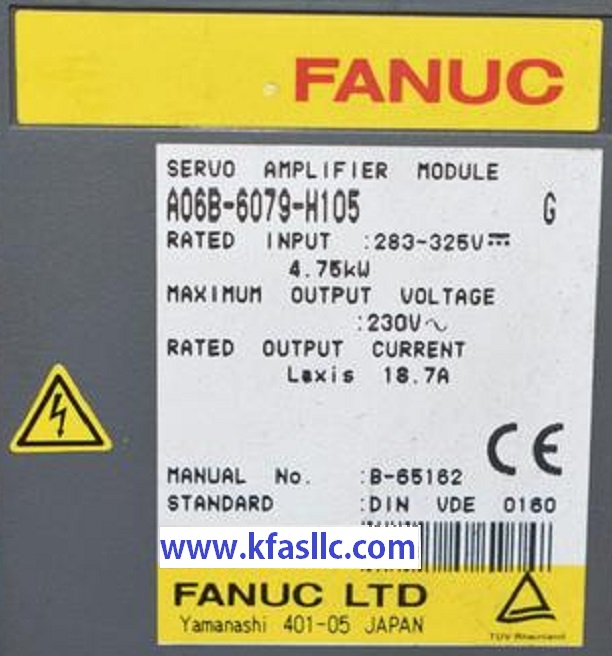 FANUC
SERVO AMPLIFIER MODULE
A06B-6079-H105 G
RATED INPUT :283-325V⎓
4.75kW
MAXIMUM OUTPUT VOLTAGE
:230V~
RATED OUTPUT CURRENT
Laxis 18.7A
CE
MANUAL No. :B-65162
STANDARD :DIN VDE 0160
www.kfasllc.com
FANUC LTD
Yamanashi 401-05 JAPAN
TÜV Rheinland